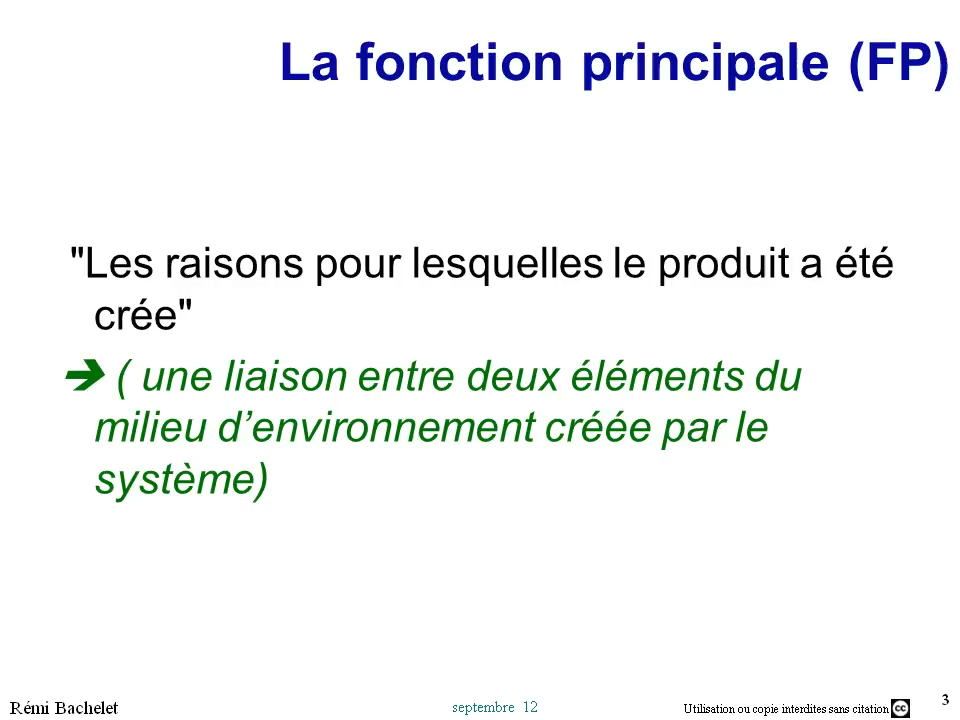 La fonction principale (FP)
"Les raisons pour lesquelles le produit a été
crée"
➔ ( une liaison entre deux éléments du
milieu d’environnement créée par le
système)
Rémi Bachelet
septembre 12
Utilisation ou copie interdites sans citation
cc
3